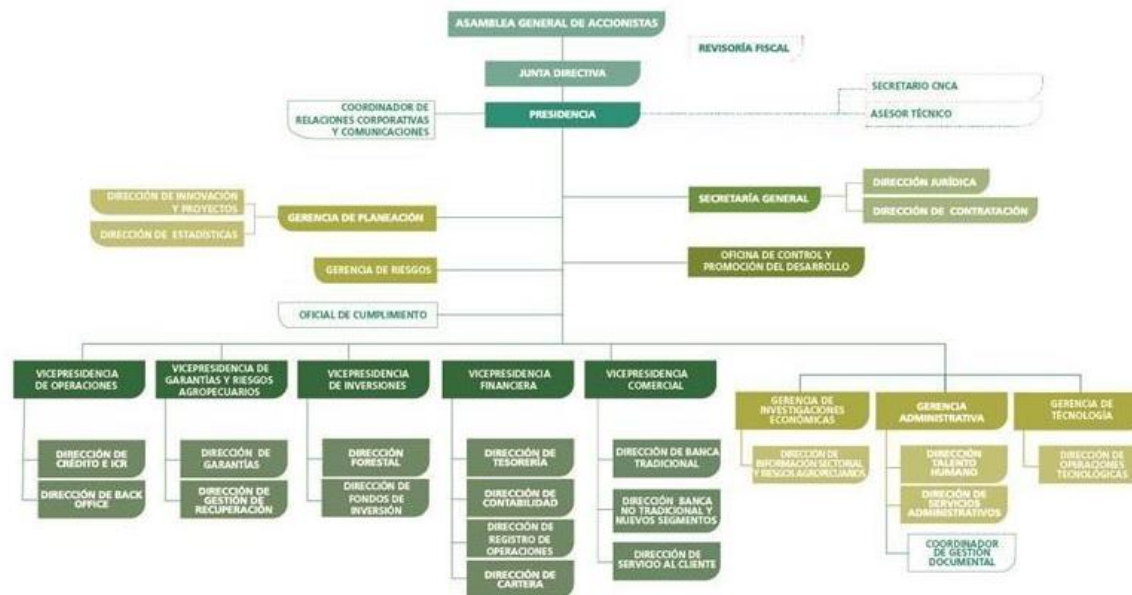 ASAMBLEA GENERAL DE ACCIONISTAS
REVISORÍA FISCAL
JUNTA DIRECTIVA
SECRETARIO CNCA
COORDINADOR DE
RELACIONES CORPORATIVAS
Y COMUNICACIONES
PRESIDENCIA
ASESOR TÉCNICO
DIRECCIÓN DE INNOVACIÓN
Y PROYECTOS
DIRECCIÓN DE ESTADÍSTICAS
GERENCIA DE PLANEACIÓN
SECRETARÍA GENERAL
DIRECCIÓN JURÍDICA
DIRECCIÓN DE CONTRATACIÓN
GERENCIA DE RIESGOS
OFICINA DE CONTROL Y
PROMOCIÓN DEL DESARROLLO
OFICIAL DE CUMPLIMIENTO
VICEPRESIDENCIA
DE OPERACIONES
DIRECCIÓN DE
CRÉDITO E ICR
DIRECCIÓN DE BACK
OFFICE
VICEPRESIDENCIA DE
GARANTÍAS Y RIESGOS
AGROPECUARIOS
DIRECCIÓN DE
GARANTÍAS
DIRECCIÓN DE
GESTIÓN DE
RECUPERACIÓN
VICEPRESIDENCIA
DE INVERSIONES
DIRECCIÓN
FORESTAL
DIRECCIÓN DE
FONDOS DE
INVERSIÓN
VICEPRESIDENCIA
FINANCIERA
DIRECCIÓN DE
TESORERÍA
DIRECCIÓN DE
CONTABILIDAD
DIRECCIÓN DE
REGISTRO DE
OPERACIONES
DIRECCIÓN DE
CARTERA
VICEPRESIDENCIA
COMERCIAL
DIRECCIÓN DE BANCA
TRADICIONAL
DIRECCIÓN BANCA
NO TRADICIONAL Y
NUEVOS SEGMENTOS
DIRECCIÓN DE
SERVICIO AL CLIENTE
GERENCIA DE
INVESTIGACIONES
ECONÓMICAS
DIRECCIÓN DE
INFORMACIÓN SECTORIAL
Y RIESGOS AGROPECUARIOS
GERENCIA
ADMINISTRATIVA
DIRECCIÓN
TALENTO
HUMANO
DIRECIÓN DE
SERVICIOS
ADMINISTRATIVOS
COORDINADOR
DE GESTIÓN
DOCUMENTAL
GERENCIA DE
TECNOLOGÍA
DIRECCIÓN DE
OPERACIONES
TECNOLÓGICAS